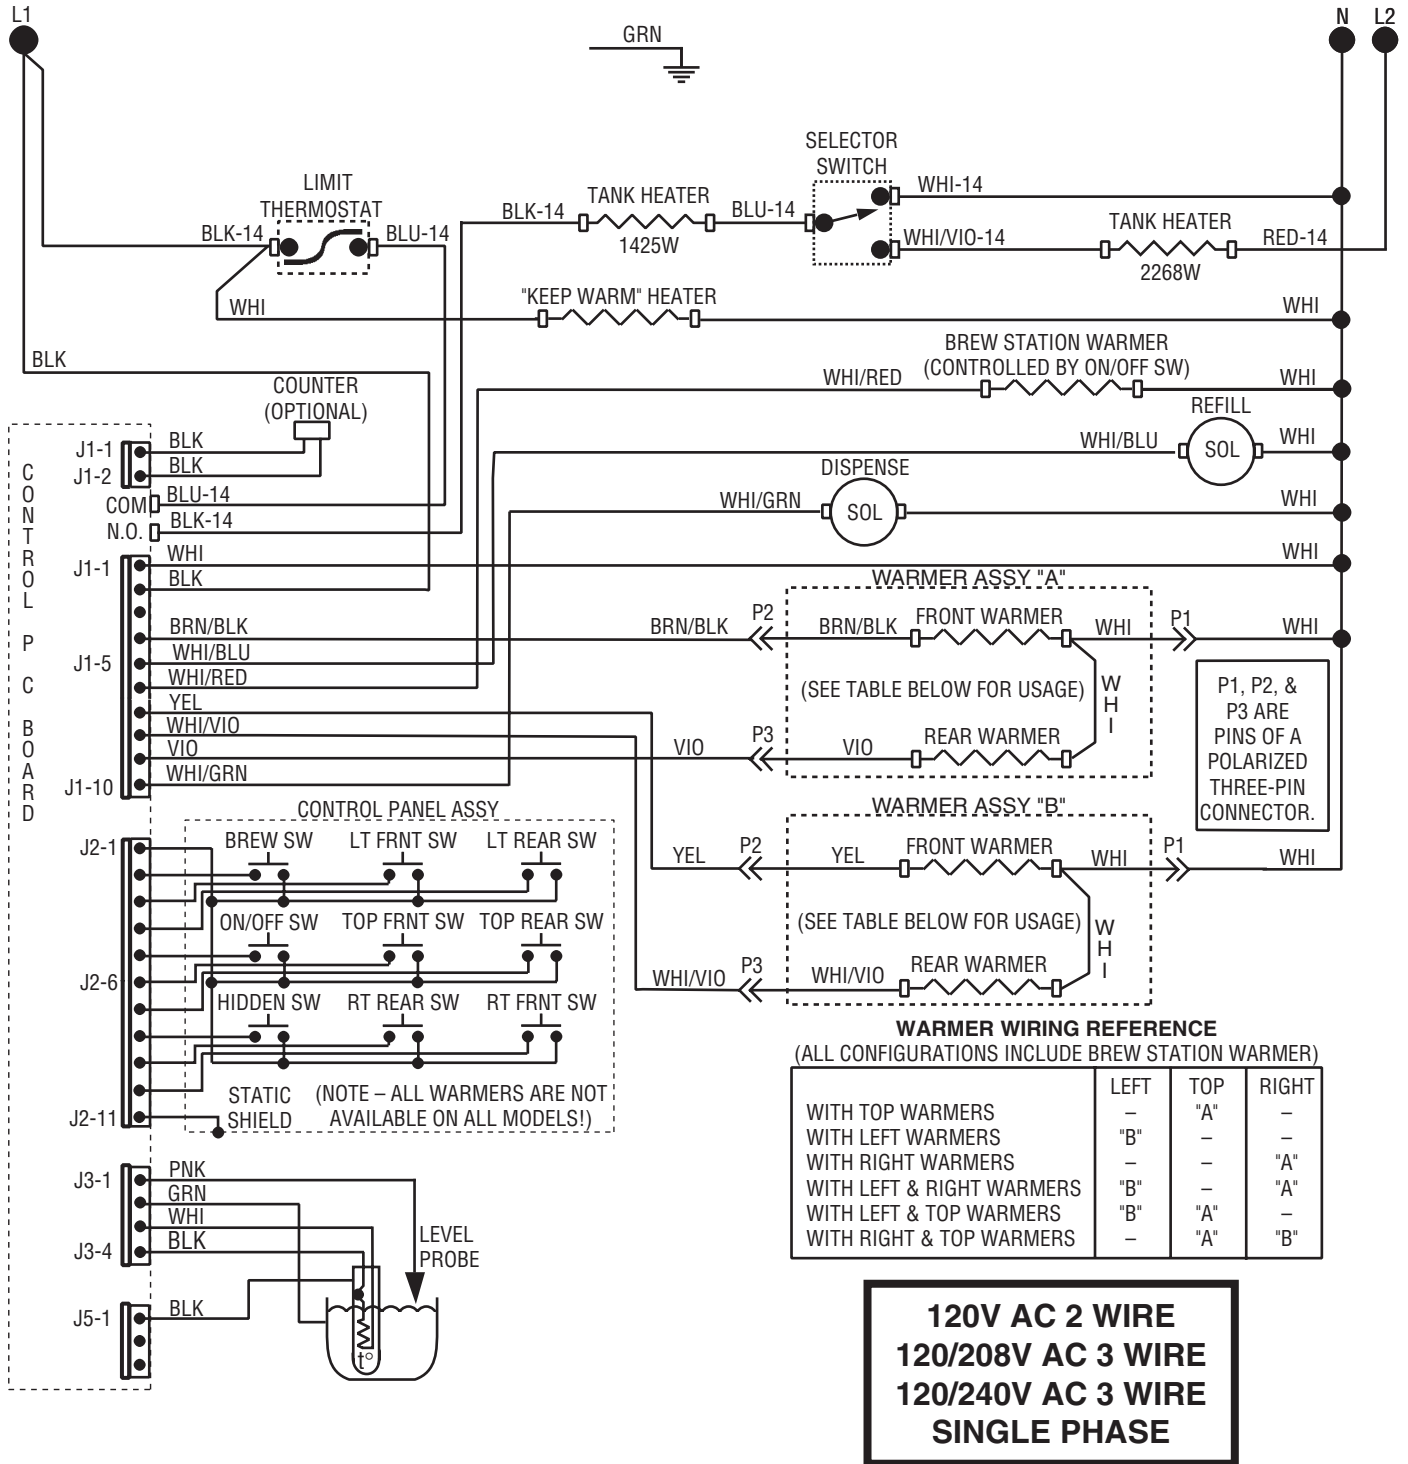 L1
GRN
N
L2
SELECTOR
SWITCH
LIMIT
THERMOSTAT
BLK-14
BLU-14
BLK-14
TANK HEATER
1425W
BLU-14
WHI-14
WHI/VIO-14
TANK HEATER
2268W
RED-14
WHI
"KEEP WARM" HEATER
WHI
BLK
BREW STATION WARMER
(CONTROLLED BY ON/OFF SW)
WHI/RED
WHI
COUNTER
(OPTIONAL)
REFILL
WHI/BLU
SOL
WHI
DISPENSE
WHI/GRN
SOL
WHI
CONTROL P C BOARD
J1-1
BLK
J1-2
BLK
COM
BLU-14
N.O.
BLK-14
J1-1
WHI
WHI
BLK
BRN/BLK
J1-5
WHI/BLU
WHI/RED
YEL
WHI/VIO
VIO
J1-10
WHI/GRN
WARMER ASSY "A"
BRN/BLK
P2
BRN/BLK
FRONT WARMER
WHI
P1
WHI
(SEE TABLE BELOW FOR USAGE)
WHI
VIO
P3
VIO
REAR WARMER
P1, P2, &
P3 ARE
PINS OF A
POLARIZED
THREE-PIN
CONNECTOR.
WARMER ASSY "B"
YEL
P2
YEL
FRONT WARMER
WHI
P1
WHI
(SEE TABLE BELOW FOR USAGE)
WHI
WHI/VIO
P3
WHI/VIO
REAR WARMER
CONTROL PANEL ASSY
J2-1
BREW SW
LT FRNT SW
LT REAR SW
ON/OFF SW
TOP FRNT SW
TOP REAR SW
J2-6
HIDDEN SW
RT REAR SW
RT FRNT SW
J2-11
STATIC
SHIELD
(NOTE – ALL WARMERS ARE NOT
AVAILABLE ON ALL MODELS!)
J3-1
PNK
GRN
WHI
J3-4
BLK
LEVEL
PROBE
J5-1
BLK
t°
WARMER WIRING REFERENCE
(ALL CONFIGURATIONS INCLUDE BREW STATION WARMER)
LEFT TOP RIGHT
WITH TOP WARMERS – "A" –
WITH LEFT WARMERS "B" – –
WITH RIGHT WARMERS – – "A"
WITH LEFT & RIGHT WARMERS "B" – "A"
WITH LEFT & TOP WARMERS "B" "A" –
WITH RIGHT & TOP WARMERS – "A" "B"
120V AC 2 WIRE
120/208V AC 3 WIRE
120/240V AC 3 WIRE
SINGLE PHASE